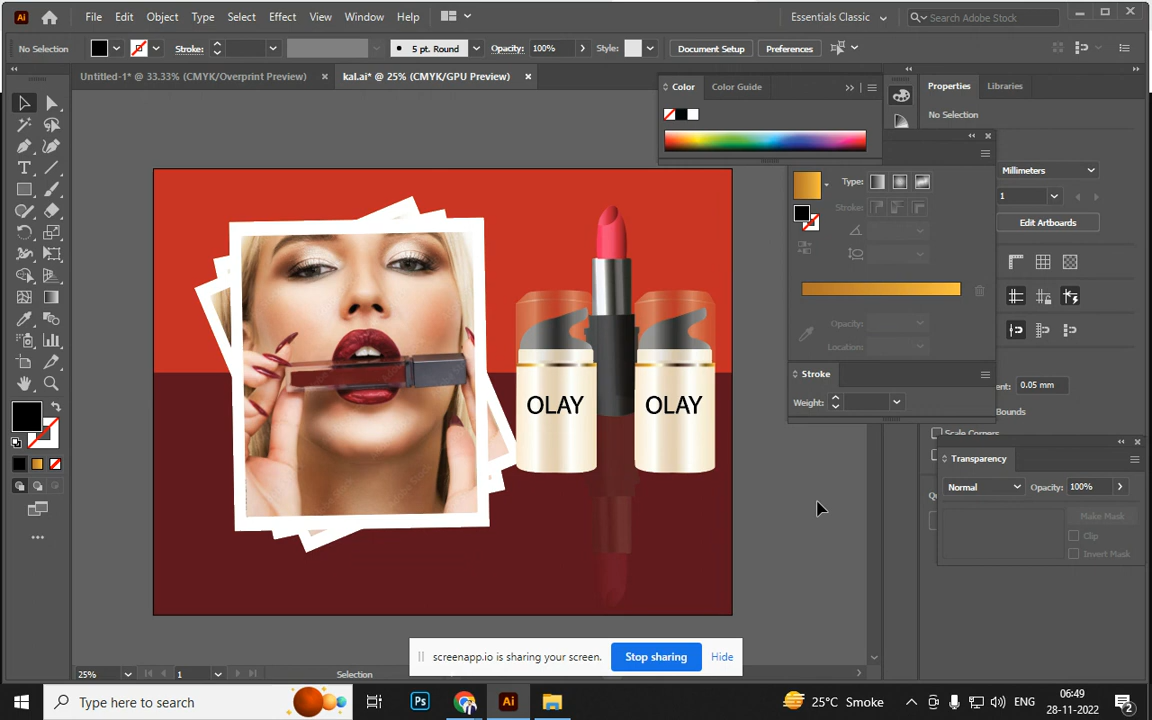 Ai
File Edit Object Type Select Effect View Window Help
Essentials Classic
Search Adobe Stock
No Selection
Stroke:
5 pt. Round
Opacity: 100%
Style:
Document Setup
Preferences
Untitled-1* @ 33.33% (CMYK/Overprint Preview)
kal.ai* @ 25% (CMYK/GPU Preview)
Color
Color Guide
Properties
Libraries
No Selection
Millimeters
1
Edit Artboards
Type:
Stroke:
Opacity:
Location:
Stroke
Weight:
0.05 mm
Bounds
Scale Corners
Transparency
Normal
Opacity: 100%
Make Mask
Clip
Invert Mask
OLAY
OLAY
25%
1
Selection
screenapp.io is sharing your screen.
Stop sharing
Hide
Type here to search
Ps
Ai
25°C Smoke
ENG
06:49
28-11-2022
2